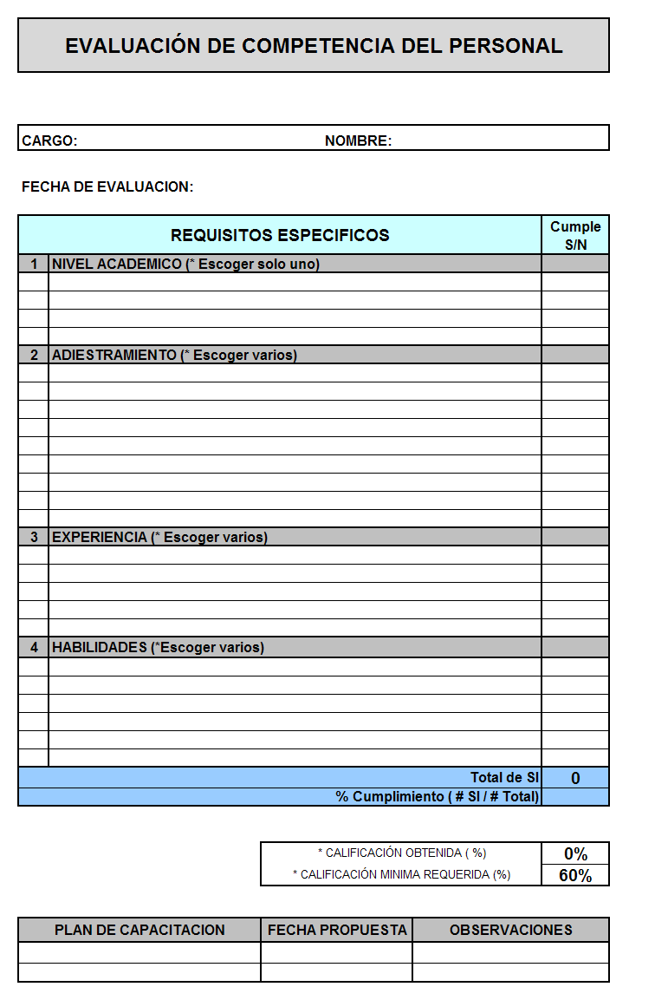 EVALUACIÓN DE COMPETENCIA DEL PERSONAL
CARGO: NOMBRE:
FECHA DE EVALUACION:
REQUISITOS ESPECIFICOS
Cumple
S/N
1 NIVEL ACADEMICO (* Escoger solo uno)
2 ADIESTRAMIENTO (* Escoger varios)
3 EXPERIENCIA (* Escoger varios)
4 HABILIDADES (*Escoger varios)
Total de SI 0
% Cumplimiento ( # SI / # Total)
* CALIFICACIÓN OBTENIDA ( %) 0%
* CALIFICACIÓN MINIMA REQUERIDA (%) 60%
PLAN DE CAPACITACION FECHA PROPUESTA OBSERVACIONES